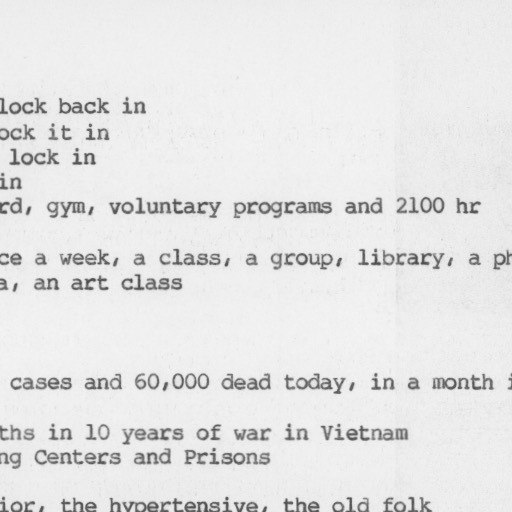 lock back in
ock it in
lock in
in
rd, gym, voluntary programs and 2100 hr
ce a week, a class, a group, library, a ph
a, an art class
cases and 60,000 dead today, in a month i
ths in 10 years of war in Vietnam
ng Centers and Prisons
ior, the hypertensive, the old folk